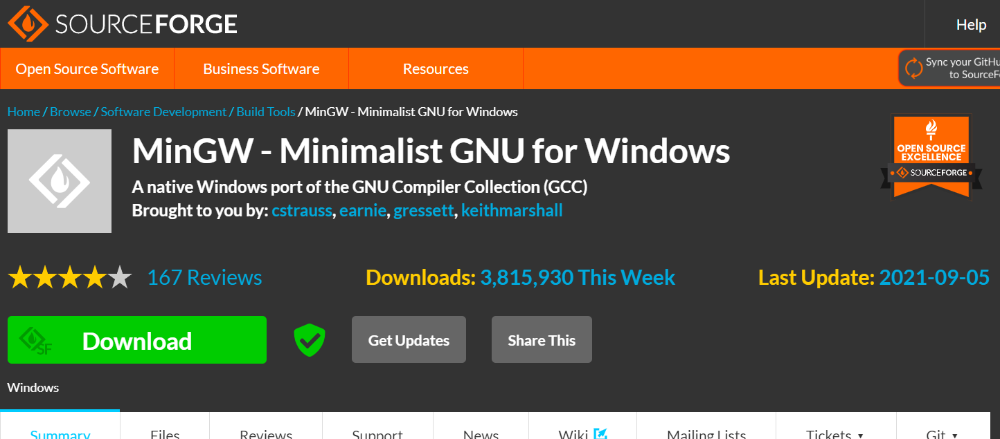 SOURCEFORGE
Help
Open Source Software
Business Software
Resources
Sync your GitHu
to SourceF
Home / Browse / Software Development / Build Tools / MinGW - Minimalist GNU for Windows
MinGW - Minimalist GNU for Windows
A native Windows port of the GNU Compiler Collection (GCC)
Brought to you by: cstrauss, earnie, gressett, keithmarshall
OPEN SOURCE
EXCELLENCE
SOURCEFORGE
167 Reviews
Downloads: 3,815,930 This Week
Last Update: 2021-09-05
SF
Download
Get Updates
Share This
Windows
Summary
Files
Reviews
Support
News
Wiki
Mailing Lists
Tickets
Git